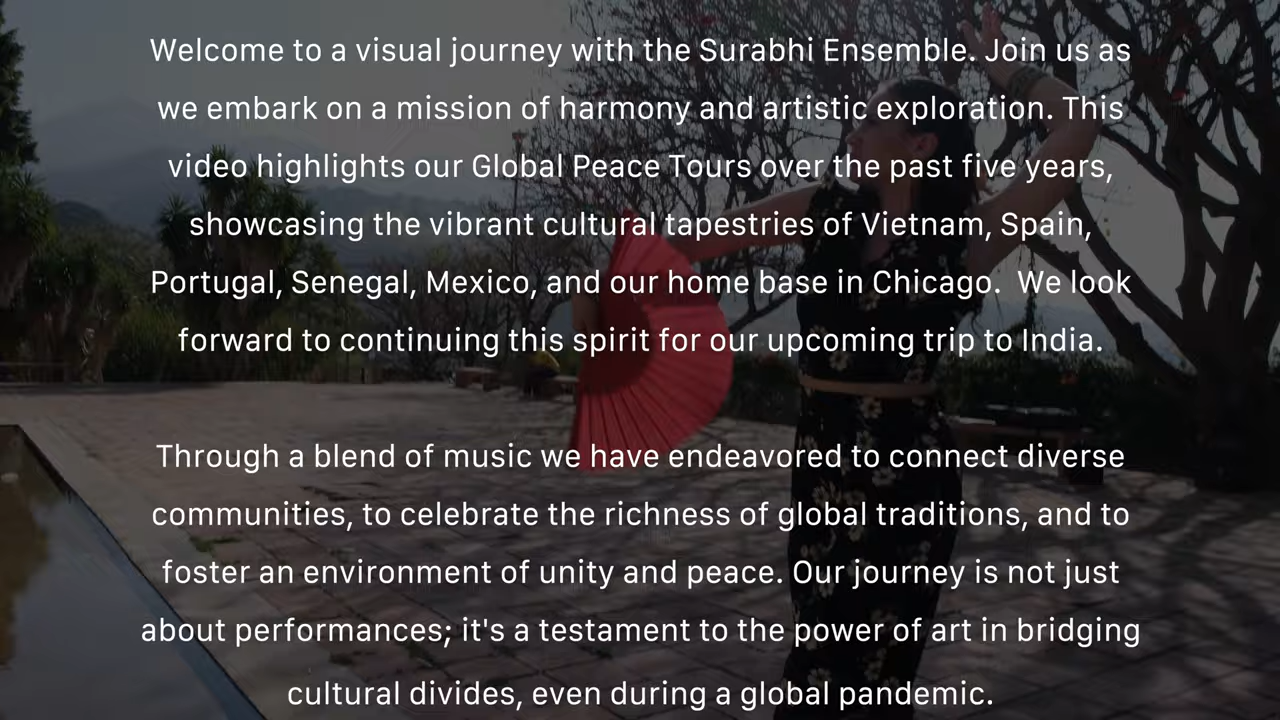 Welcome to a visual journey with the Surabhi Ensemble. Join us as
we embark on a mission of harmony and artistic exploration. This
video highlights our Global Peace Tours over the past five years,
showcasing the vibrant cultural tapestries of Vietnam, Spain,
Portugal, Senegal, Mexico, and our home base in Chicago.  We look
forward to continuing this spirit for our upcoming trip to India.
Through a blend of music we have endeavored to connect diverse
communities, to celebrate the richness of global traditions, and to
foster an environment of unity and peace. Our journey is not just
about performances; it's a testament to the power of art in bridging
cultural divides, even during a global pandemic.